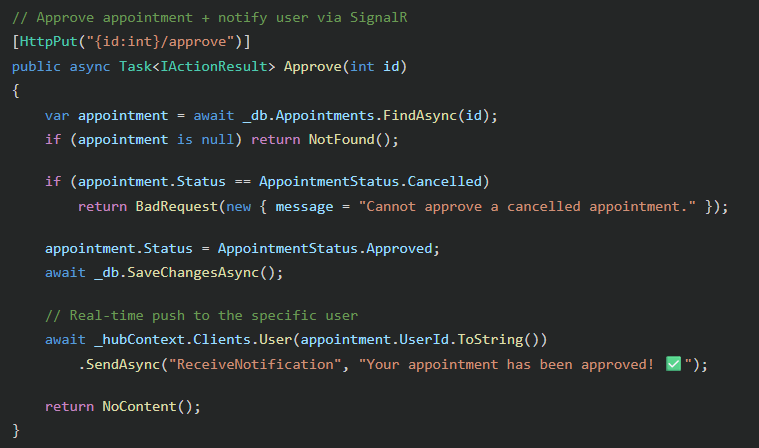 // Approve appointment + notify user via SignalR
[HttpPut("{id:int}/approve")]
public async Task<IActionResult> Approve(int id)
{
    var appointment = await _db.Appointments.FindAsync(id);
    if (appointment is null) return NotFound();

    if (appointment.Status == AppointmentStatus.Cancelled)
        return BadRequest(new { message = "Cannot approve a cancelled appointment." });

    appointment.Status = AppointmentStatus.Approved;
    await _db.SaveChangesAsync();

    // Real-time push to the specific user
    await _hubContext.Clients.User(appointment.UserId.ToString())
        .SendAsync("ReceiveNotification", "Your appointment has been approved! ✅");

    return NoContent();
}